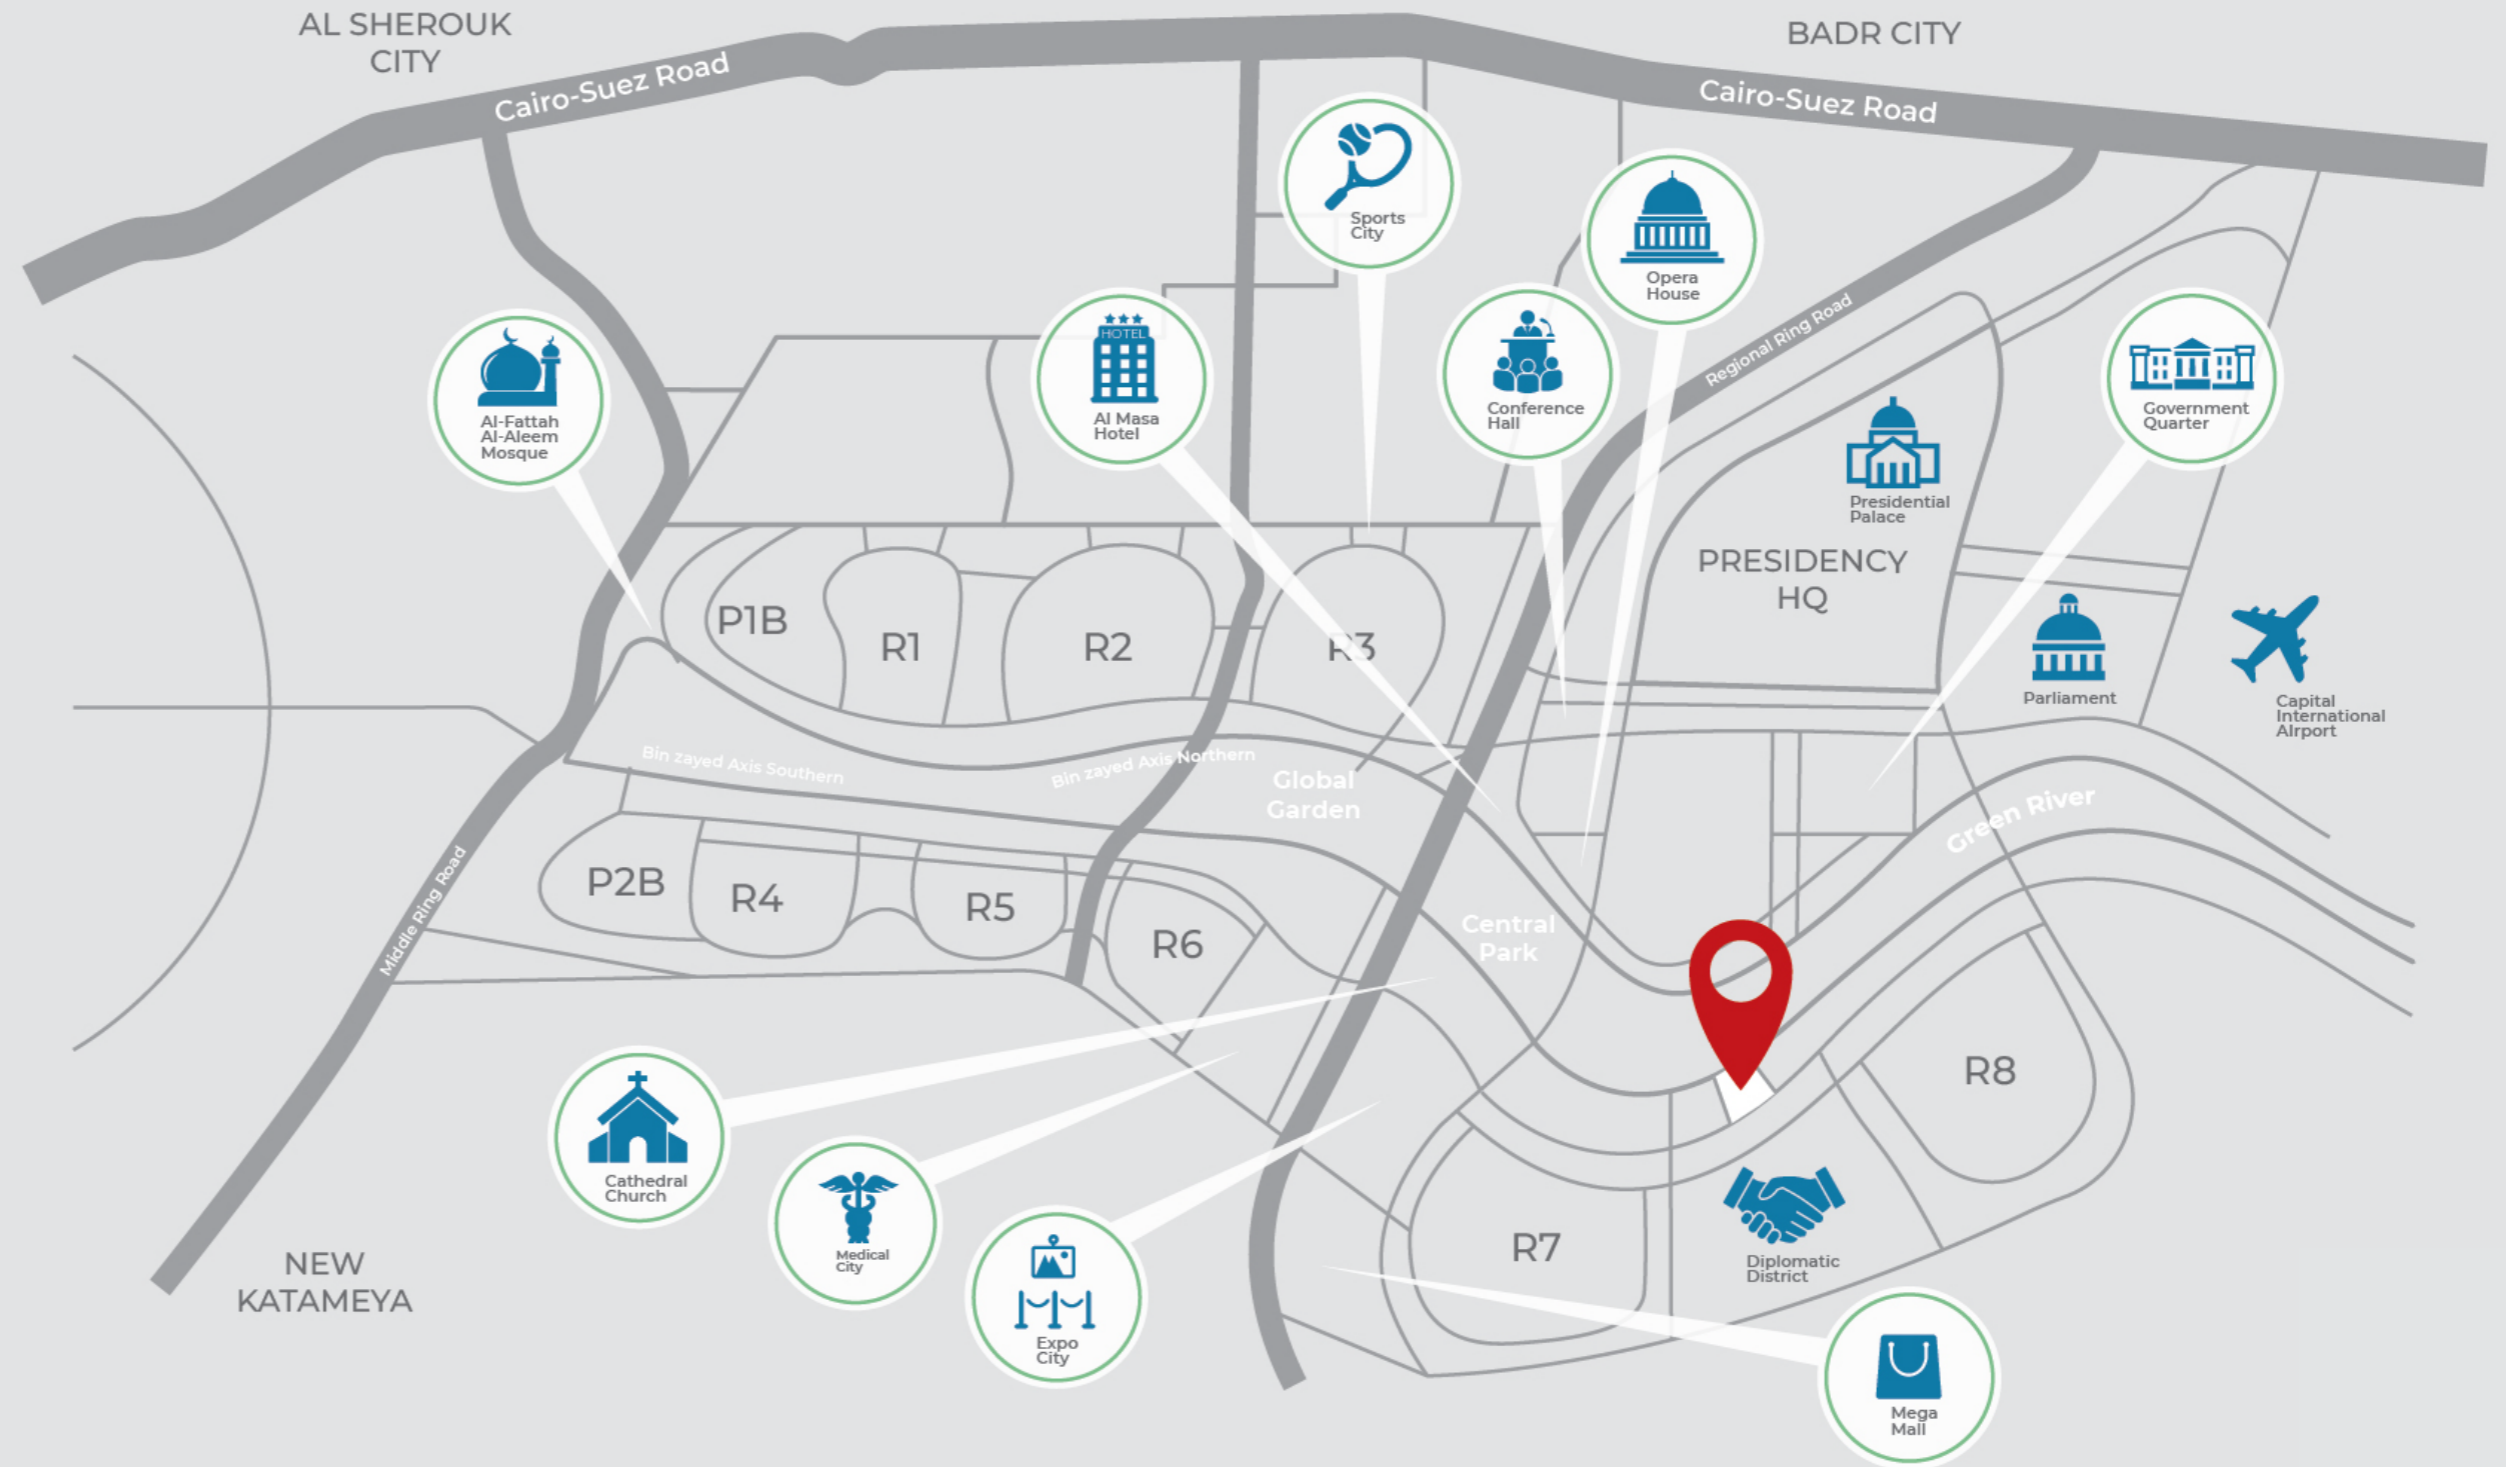 AL SHEROUK
CITY
BADR CITY
Cairo-Suez Road
Cairo-Suez Road
Sports
City
Opera
House
HOTEL
Al Masa
Hotel
Conference
Hall
Regional Ring Road
Government
Quarter
Al-Fattah
Al-Aleem
Mosque
Presidential
Palace
PRESIDENCY
HQ
P1B
R1
R2
R3
Parliament
Capital
International
AIrport
Bin zayed Axis Southern
Bin zayed Axis Northern
Global
Garden
Green River
Middle Ring Road
P2B
R4
R5
R6
Central
Park
R8
Cathedral
Church
Medical
City
Expo
City
R7
Diplomatic
District
NEW
KATAMEYA
Mega
Mall